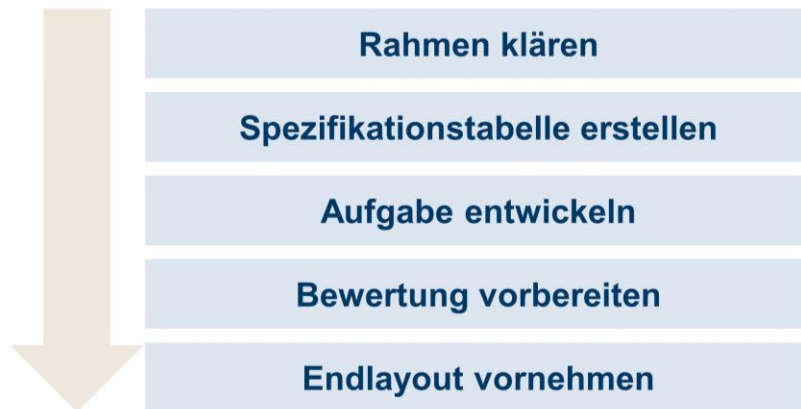 Rahmen klären
Spezifikationstabelle erstellen
Aufgabe entwickeln
Bewertung vorbereiten
Endlayout vornehmen